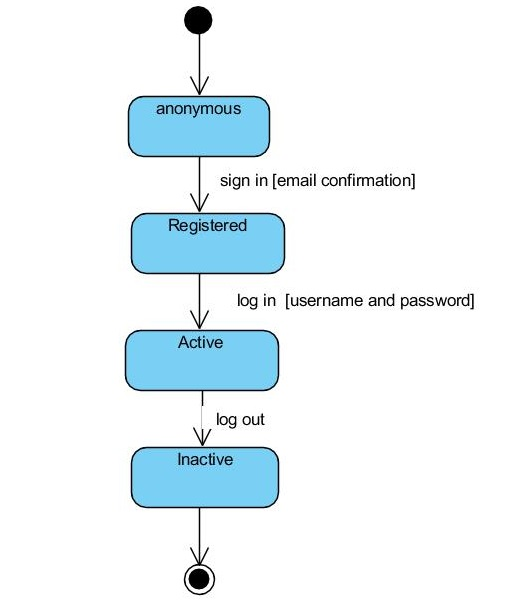 anonymous
sign in [email confirmation]
Registered
log in  [username and password]
Active
log out
Inactive